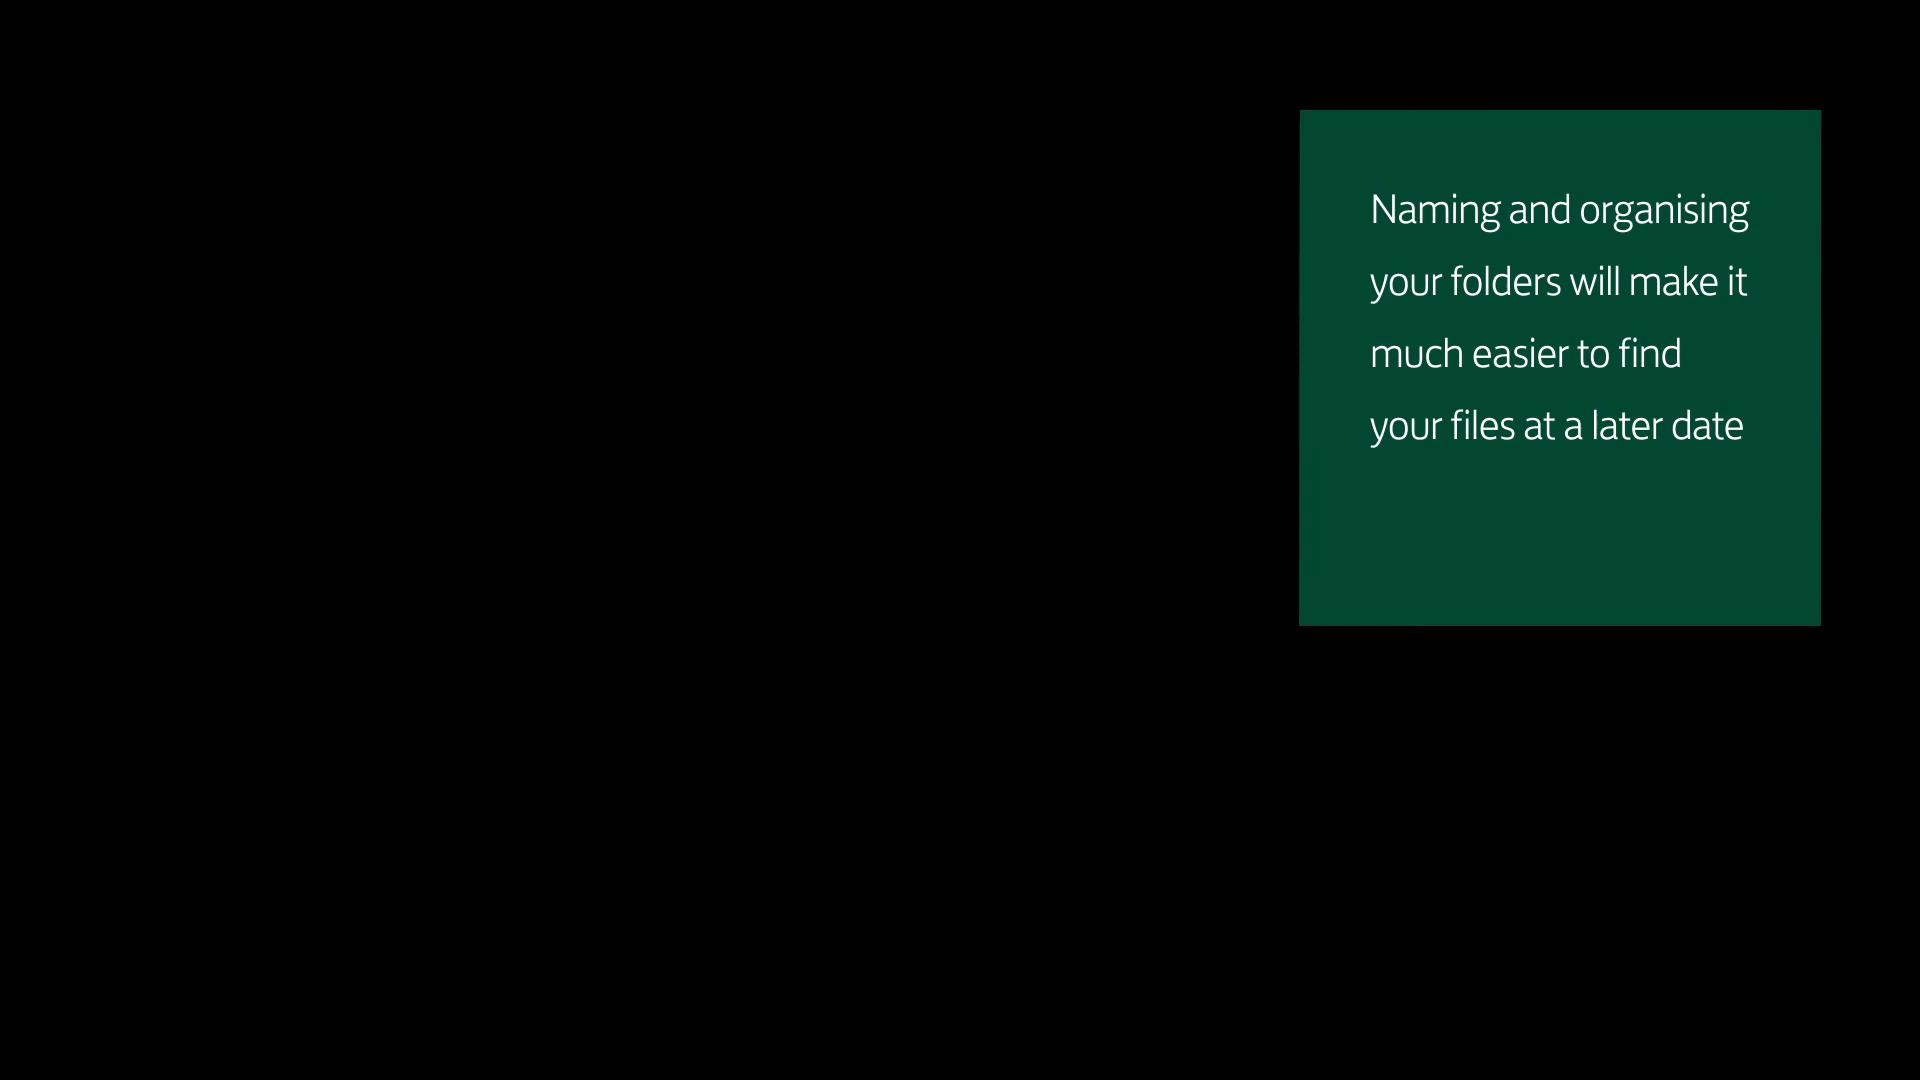 Naming and organising
your folders will make it
much easier to find
your files at a later date